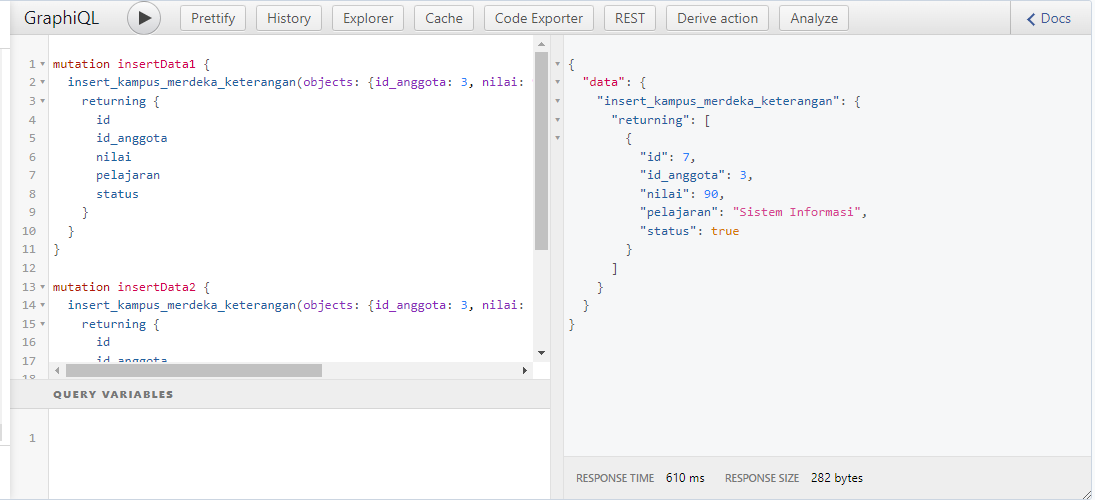 GraphiQL Prettify History Explorer Cache Code Exporter REST Derive action Analyze Docs
1 mutation insertData1 {
2 insert_kampus_merdeka_keterangan(objects: {id_anggota: 3, nilai:
3 returning {
4 id
5 id_anggota
6 nilai
7 pelajaran
8 status
9 }
10 }
11 }
12
13 mutation insertData2 {
14 insert_kampus_merdeka_keterangan(objects: {id_anggota: 3, nilai:
15 returning {
16 id
17 id_anggota
18
QUERY VARIABLES
1
{
"data": {
"insert_kampus_merdeka_keterangan": {
"returning": [
{
"id": 7,
"id_anggota": 3,
"nilai": 90,
"pelajaran": "Sistem Informasi",
"status": true
}
]
}
}
}
RESPONSE TIME 610 ms RESPONSE SIZE 282 bytes